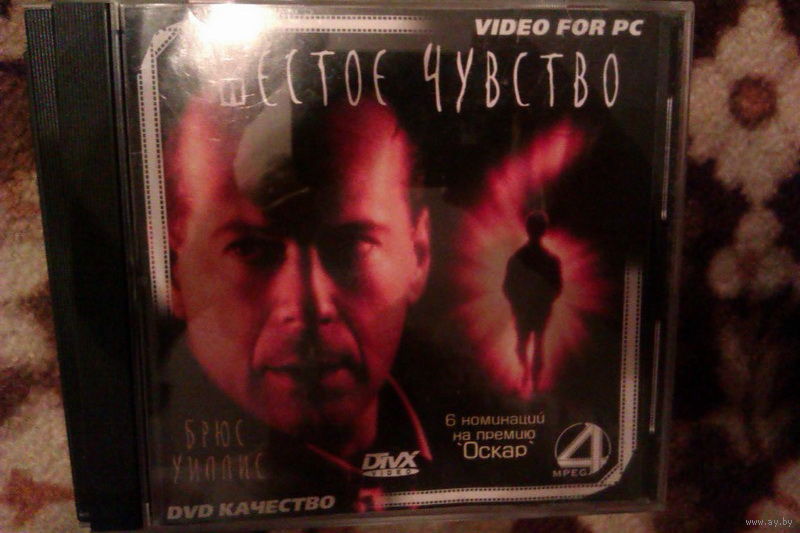 VIDEO FOR PC
ШЕСТОЕ ЧУВСТВО
6 номинаций
на премию
"Оскар"
БРЮС
УИЛЛИС
DIVX
VIDEO
4
MPEG
DVD КАЧЕСТВО
www.ay.by